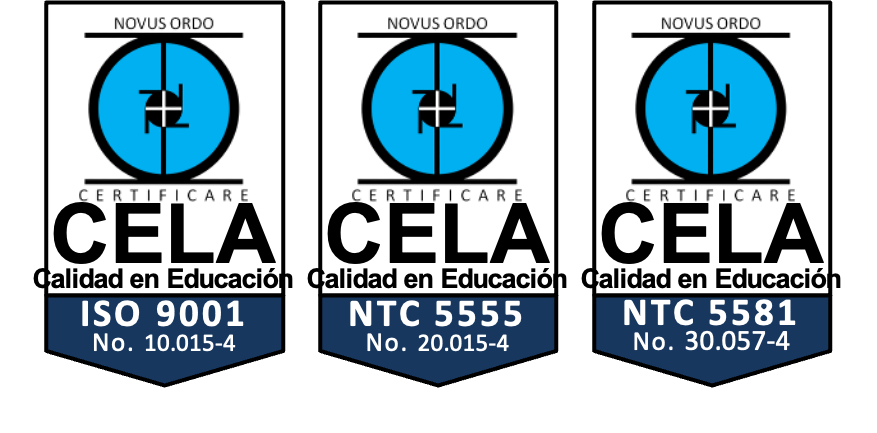 NOVUS ORDO
CERTIFICARE
CELA
Calidad en Educación
ISO 9001
No. 10.015-4
NOVUS ORDO
CERTIFICARE
CELA
Calidad en Educación
NTC 5555
No. 20.015-4
NOVUS ORDO
CERTIFICARE
CELA
Calidad en Educación
NTC 5581
No. 30.057-4